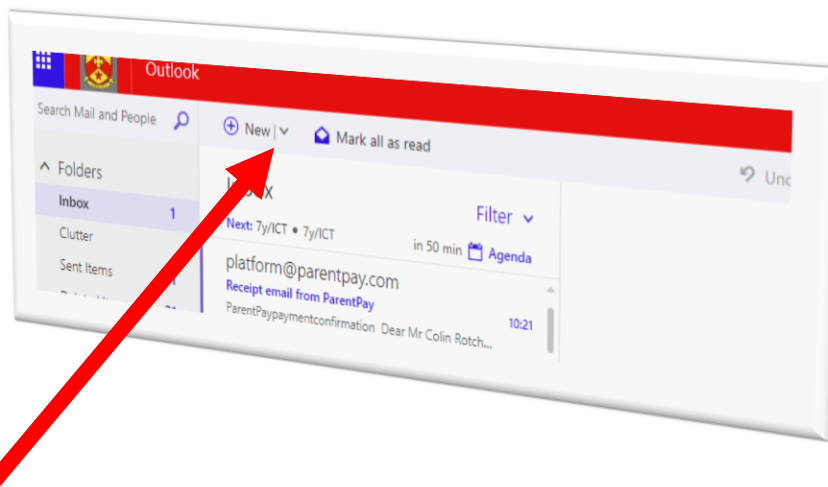 Outlook
Search Mail and People
New
Mark all as read
Folders
Inbox 1
Clutter
Sent Items
Filter
Next: 7y/ICT • 7y/ICT
in 50 min Agenda
platform@parentpay.com
Receipt email from ParentPay
10:21
ParentPaypaymentconfirmation Dear Mr Colin Rotch...